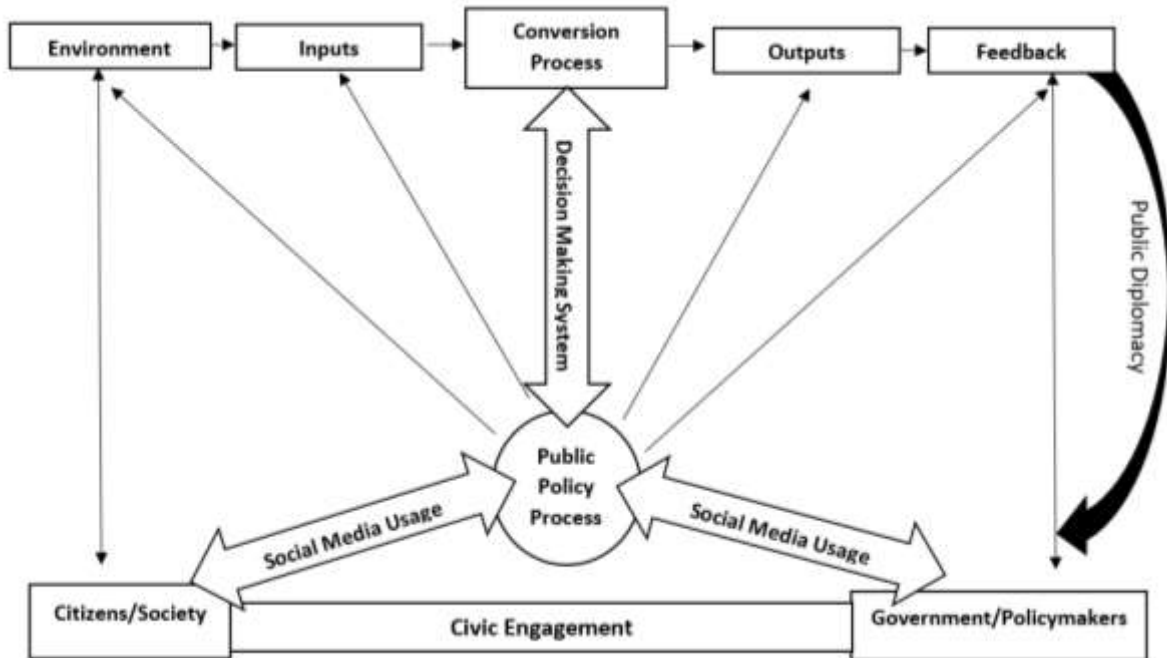 Environment
Inputs
Conversion
Process
Outputs
Feedback
Decision Making System
Public Diplomacy
Public
Policy
Process
Social Media Usage
Social Media Usage
Citizens/Society
Civic Engagement
Government/Policymakers